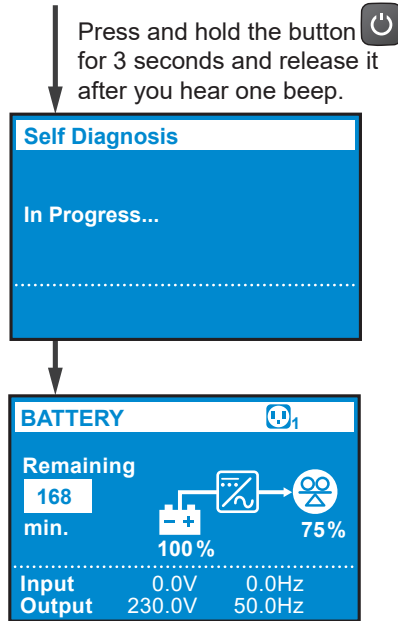 Press and hold the button
for 3 seconds and release it
after you hear one beep.
Self Diagnosis
In Progress...
BATTERY 1
Remaining
168
min.
100%
75%
Input 0.0V 0.0Hz
Output 230.0V 50.0Hz